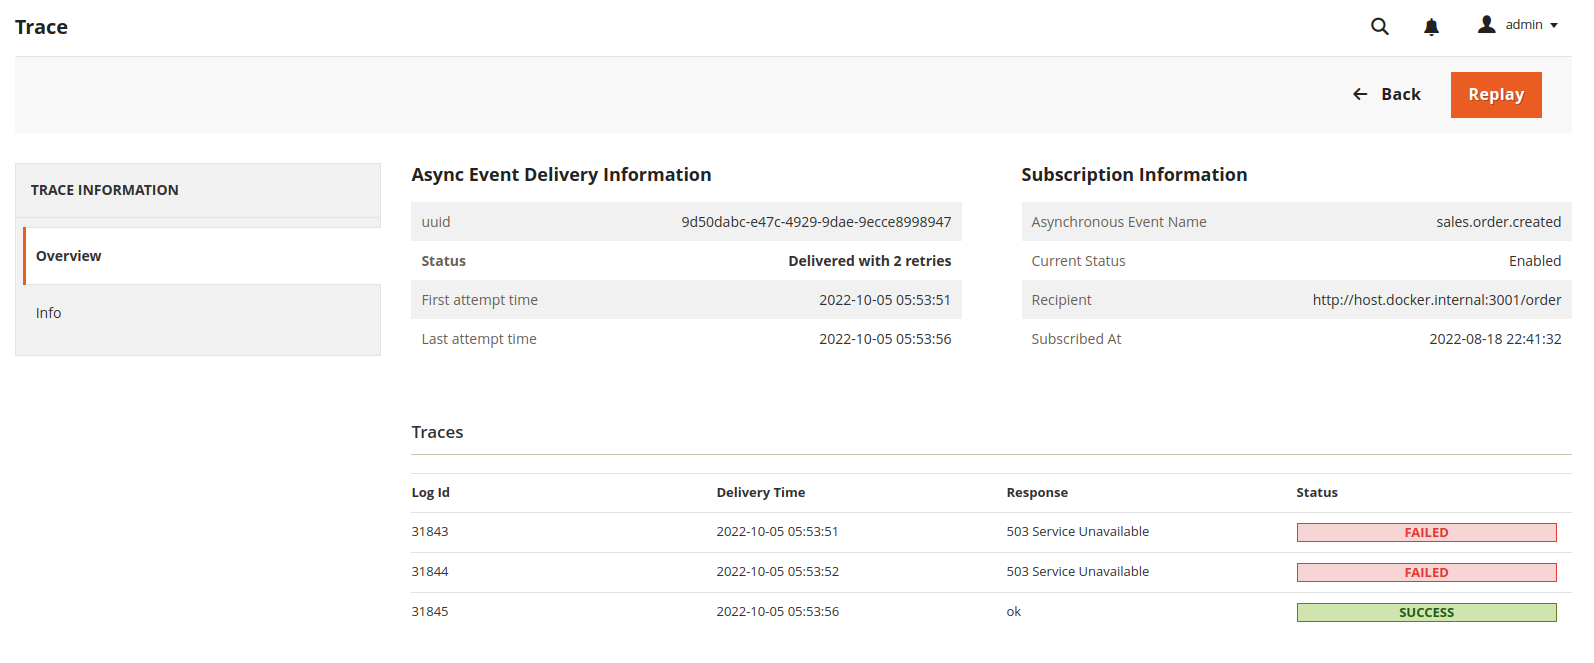 Trace
admin
Back
Replay
TRACE INFORMATION
Overview
Info
Async Event Delivery Information
uuid 9d50dabc-e47c-4929-9dae-9ecce8998947
Status Delivered with 2 retries
First attempt time 2022-10-05 05:53:51
Last attempt time 2022-10-05 05:53:56
Subscription Information
Asynchronous Event Name sales.order.created
Current Status Enabled
Recipient http://host.docker.internal:3001/order
Subscribed At 2022-08-18 22:41:32
Traces
Log Id Delivery Time Response Status
31843 2022-10-05 05:53:51 503 Service Unavailable FAILED
31844 2022-10-05 05:53:52 503 Service Unavailable FAILED
31845 2022-10-05 05:53:56 ok SUCCESS